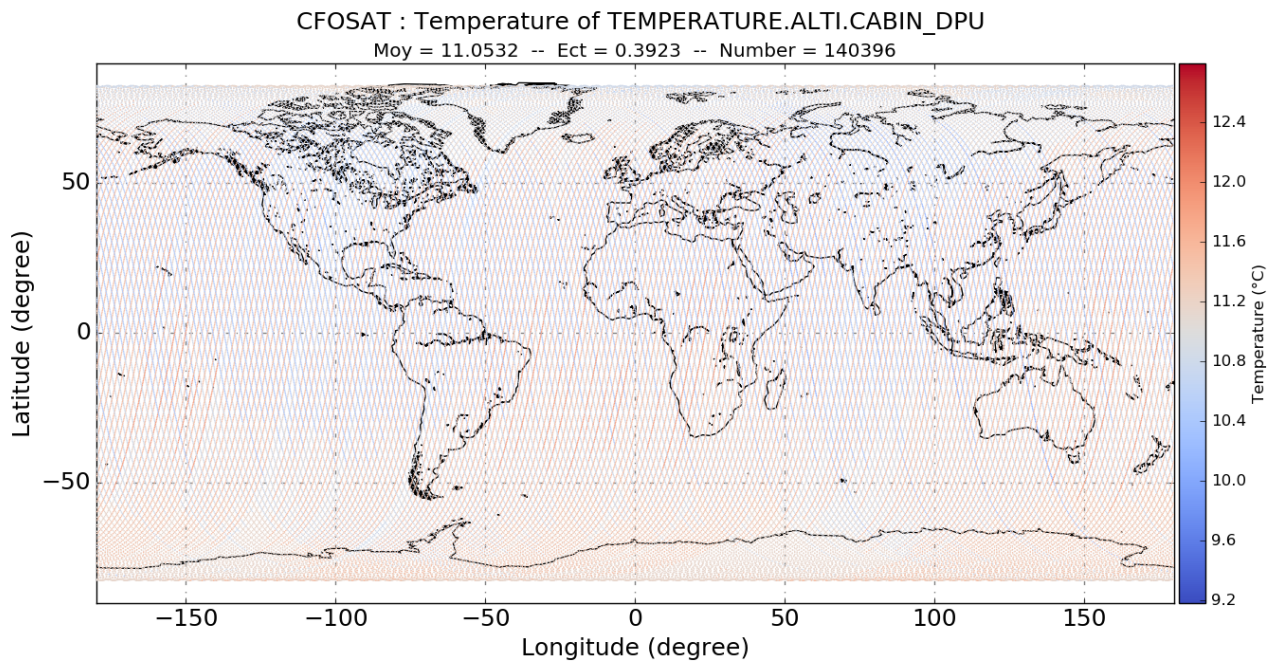 CFOSAT : Temperature of TEMPERATURE.ALTI.CABIN_DPU
Moy = 11.0532 -- Ect = 0.3923 -- Number = 140396
Latitude (degree)
50
0
−50
−150 −100 −50 0 50 100 150
Longitude (degree)
12.4
12.0
11.6
11.2
10.8
10.4
10.0
9.6
9.2
Temperature (°C)